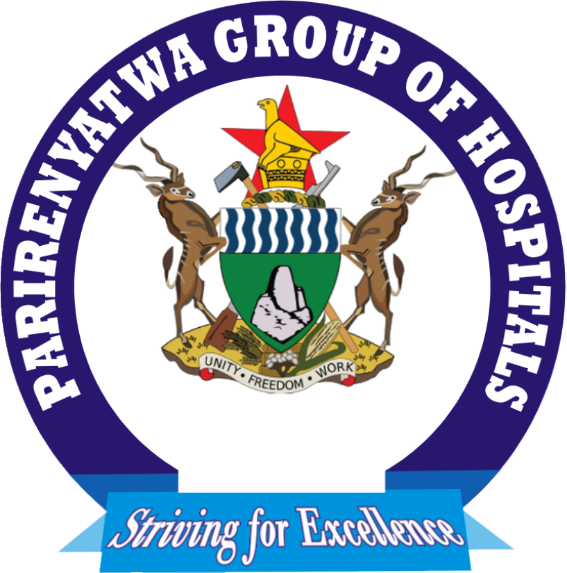 PARIRENYATWA GROUP OF HOSPITALS
UNITY • FREEDOM • WORK
Striving for Excellence